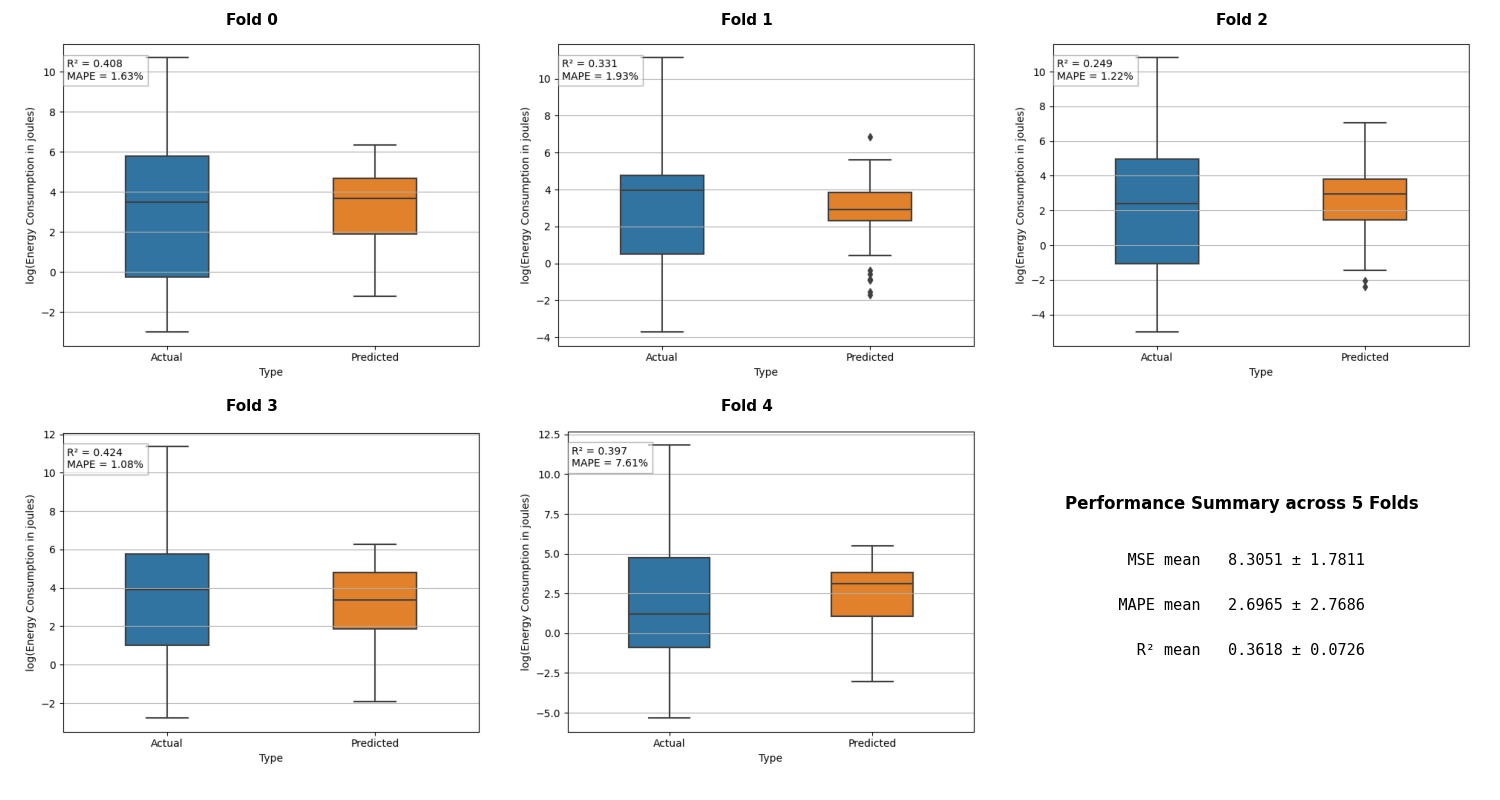 Fold 0
R² = 0.408
MAPE = 1.63%
log(Energy Consumption in joules)
10
8
6
4
2
0
−2
Actual
Predicted
Type
Fold 1
R² = 0.331
MAPE = 1.93%
log(Energy Consumption in joules)
10
8
6
4
2
0
−2
−4
Actual
Predicted
Type
Fold 2
R² = 0.249
MAPE = 1.22%
log(Energy Consumption in joules)
10
8
6
4
2
0
−2
−4
Actual
Predicted
Type
Fold 3
R² = 0.424
MAPE = 1.08%
log(Energy Consumption in joules)
12
10
8
6
4
2
0
−2
Actual
Predicted
Type
Fold 4
R² = 0.397
MAPE = 7.61%
log(Energy Consumption in joules)
12.5
10.0
7.5
5.0
2.5
0.0
−2.5
−5.0
Actual
Predicted
Type
Performance Summary across 5 Folds
MSE mean 8.3051 ± 1.7811
MAPE mean 2.6965 ± 2.7686
R² mean 0.3618 ± 0.0726